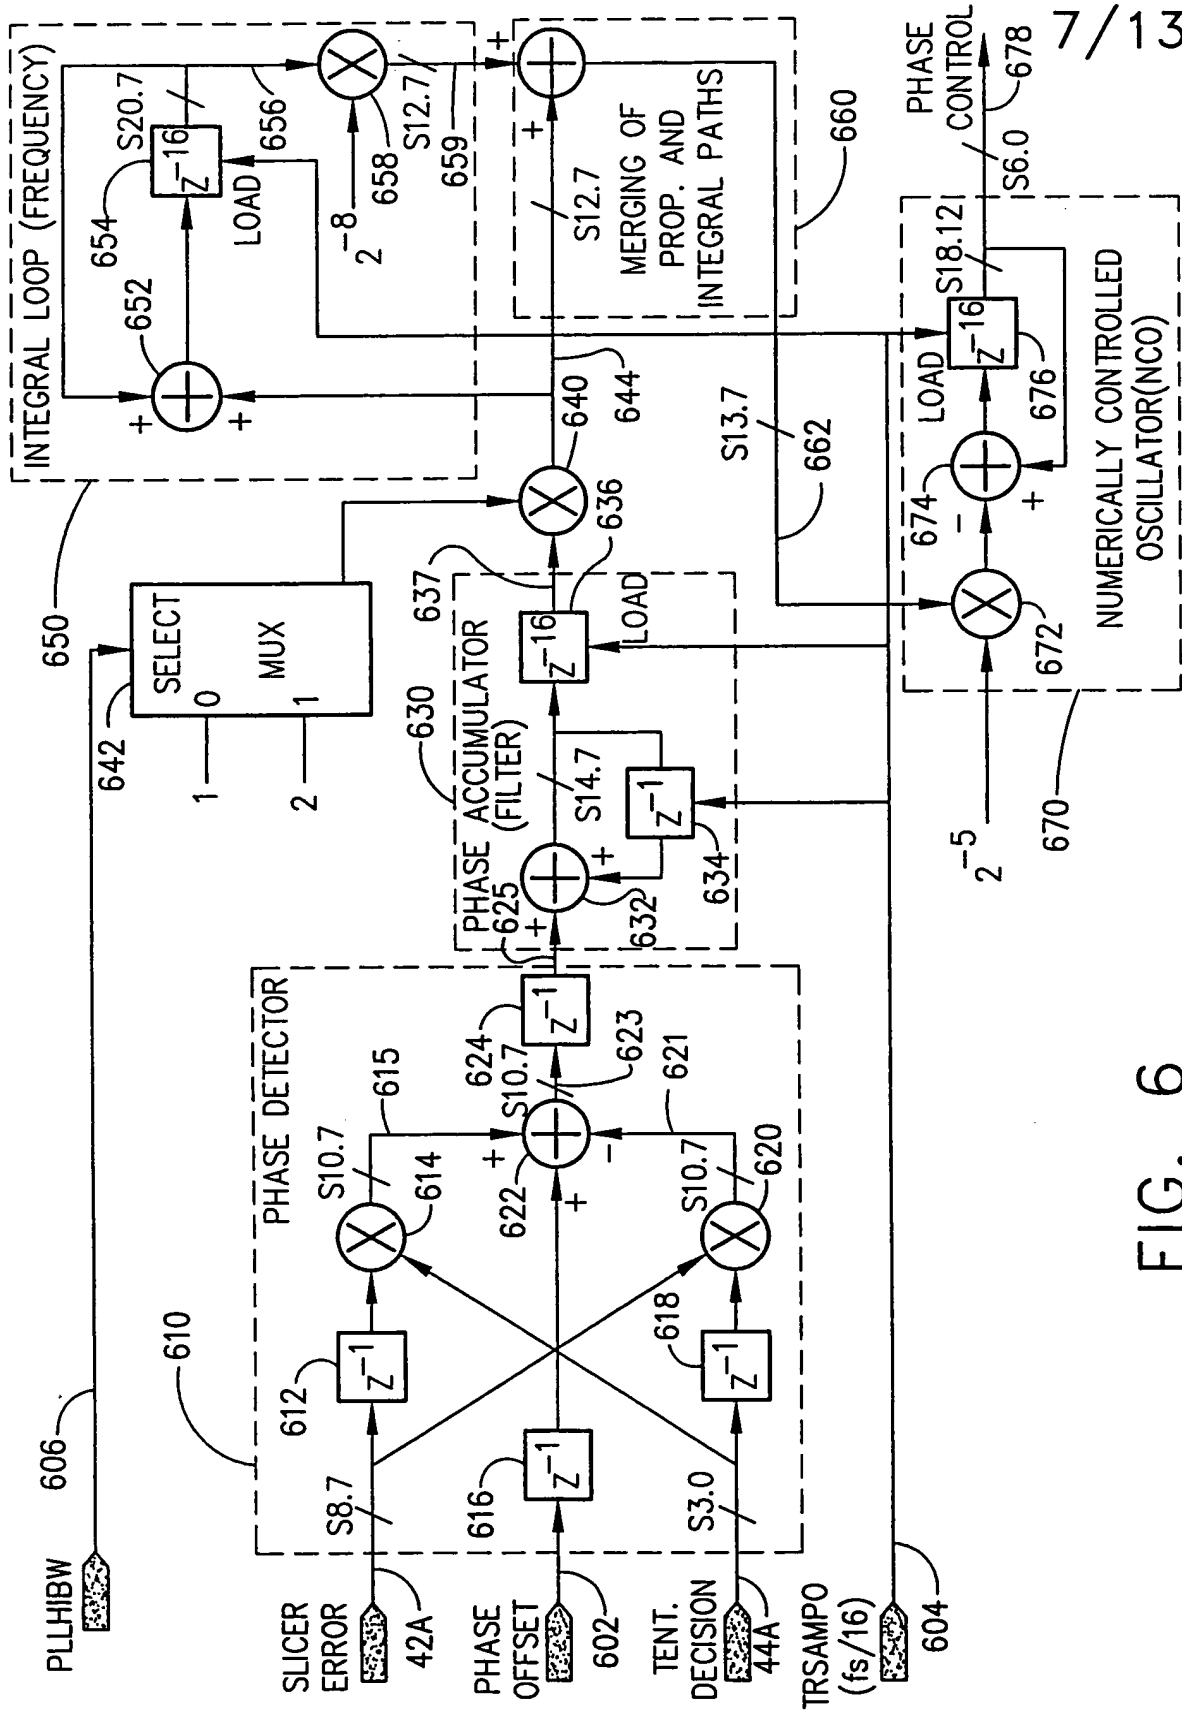 7/13
PLLHIBW
606
642
SELECT
MUX
0
1
1
2
650
INTEGRAL LOOP (FREQUENCY)
652
+
+
654
z⁻¹⁶
LOAD
S20.7
656
2⁻⁸
658
S12.7
659
610
PHASE DETECTOR
SLICER
ERROR
42A
S8.7
612
z⁻¹
614
S10.7
615
PHASE
OFFSET
602
616
z⁻¹
622
+
+
-
S10.7
623
624
z⁻¹
625
TENT.
DECISION
44A
S3.0
618
z⁻¹
620
S10.7
621
630
PHASE ACCUMULATOR
(FILTER)
+
+
632
S14.7
z⁻¹
634
z⁻¹⁶
LOAD
636
637
640
644
+
+
S12.7
MERGING OF
PROP. AND
INTEGRAL PATHS
660
S13.7
662
TRSAMPO
(fs/16)
604
2⁻⁵
670
672
674
-
+
LOAD
z⁻¹⁶
676
S18.12
NUMERICALLY CONTROLLED
OSCILLATOR(NCO)
S6.0
PHASE
CONTROL
678
FIG. 6